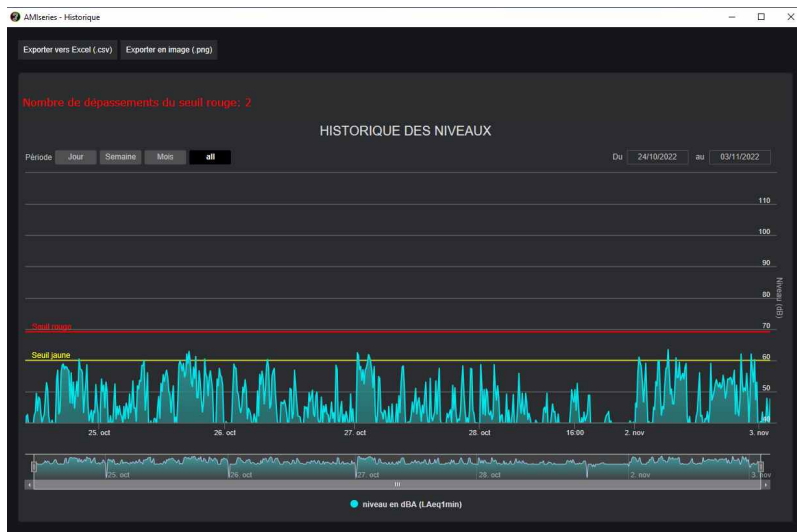 AMIseries - Historique
Exporter vers Excel (.csv) Exporter en image (.png)
Nombre de dépassements du seuil rouge: 2
HISTORIQUE DES NIVEAUX
Période Jour Semaine Mois all Du 24/10/2022 au 03/11/2022
110
100
90
80
Niveau (dB)
Seuil rouge 70
Seuil jaune 60
50
40
25. oct 26. oct 27. oct 28. oct 16:00 2. nov 3. nov
25. oct 26. oct 27. oct 28. oct 2. nov 3. nov
niveau en dBA (LAeq1min)